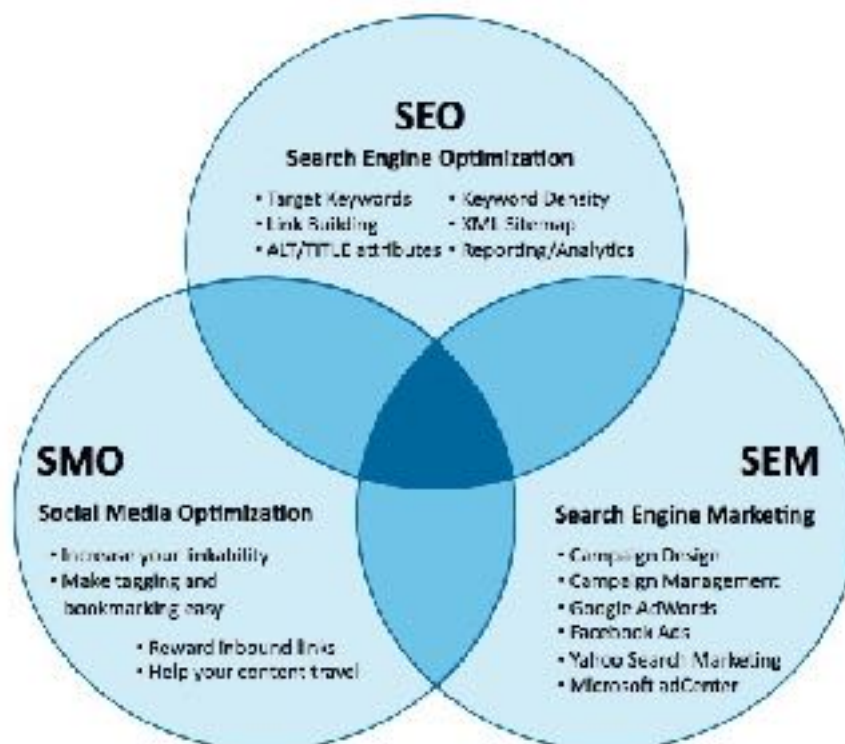 SEO
Search Engine Optimization
• Target Keywords
• Link Building
• ALT/TITLE attributes
• Keyword Density
• XML Sitemap
• Reporting/Analytics
SMO
Social Media Optimization
• Increase your linkability
• Make tagging and
bookmarking easy
• Reward inbound links
• Help your content travel
SEM
Search Engine Marketing
• Campaign Design
• Campaign Management
• Google AdWords
• Facebook Ads
• Yahoo Search Marketing
• Microsoft adCenter